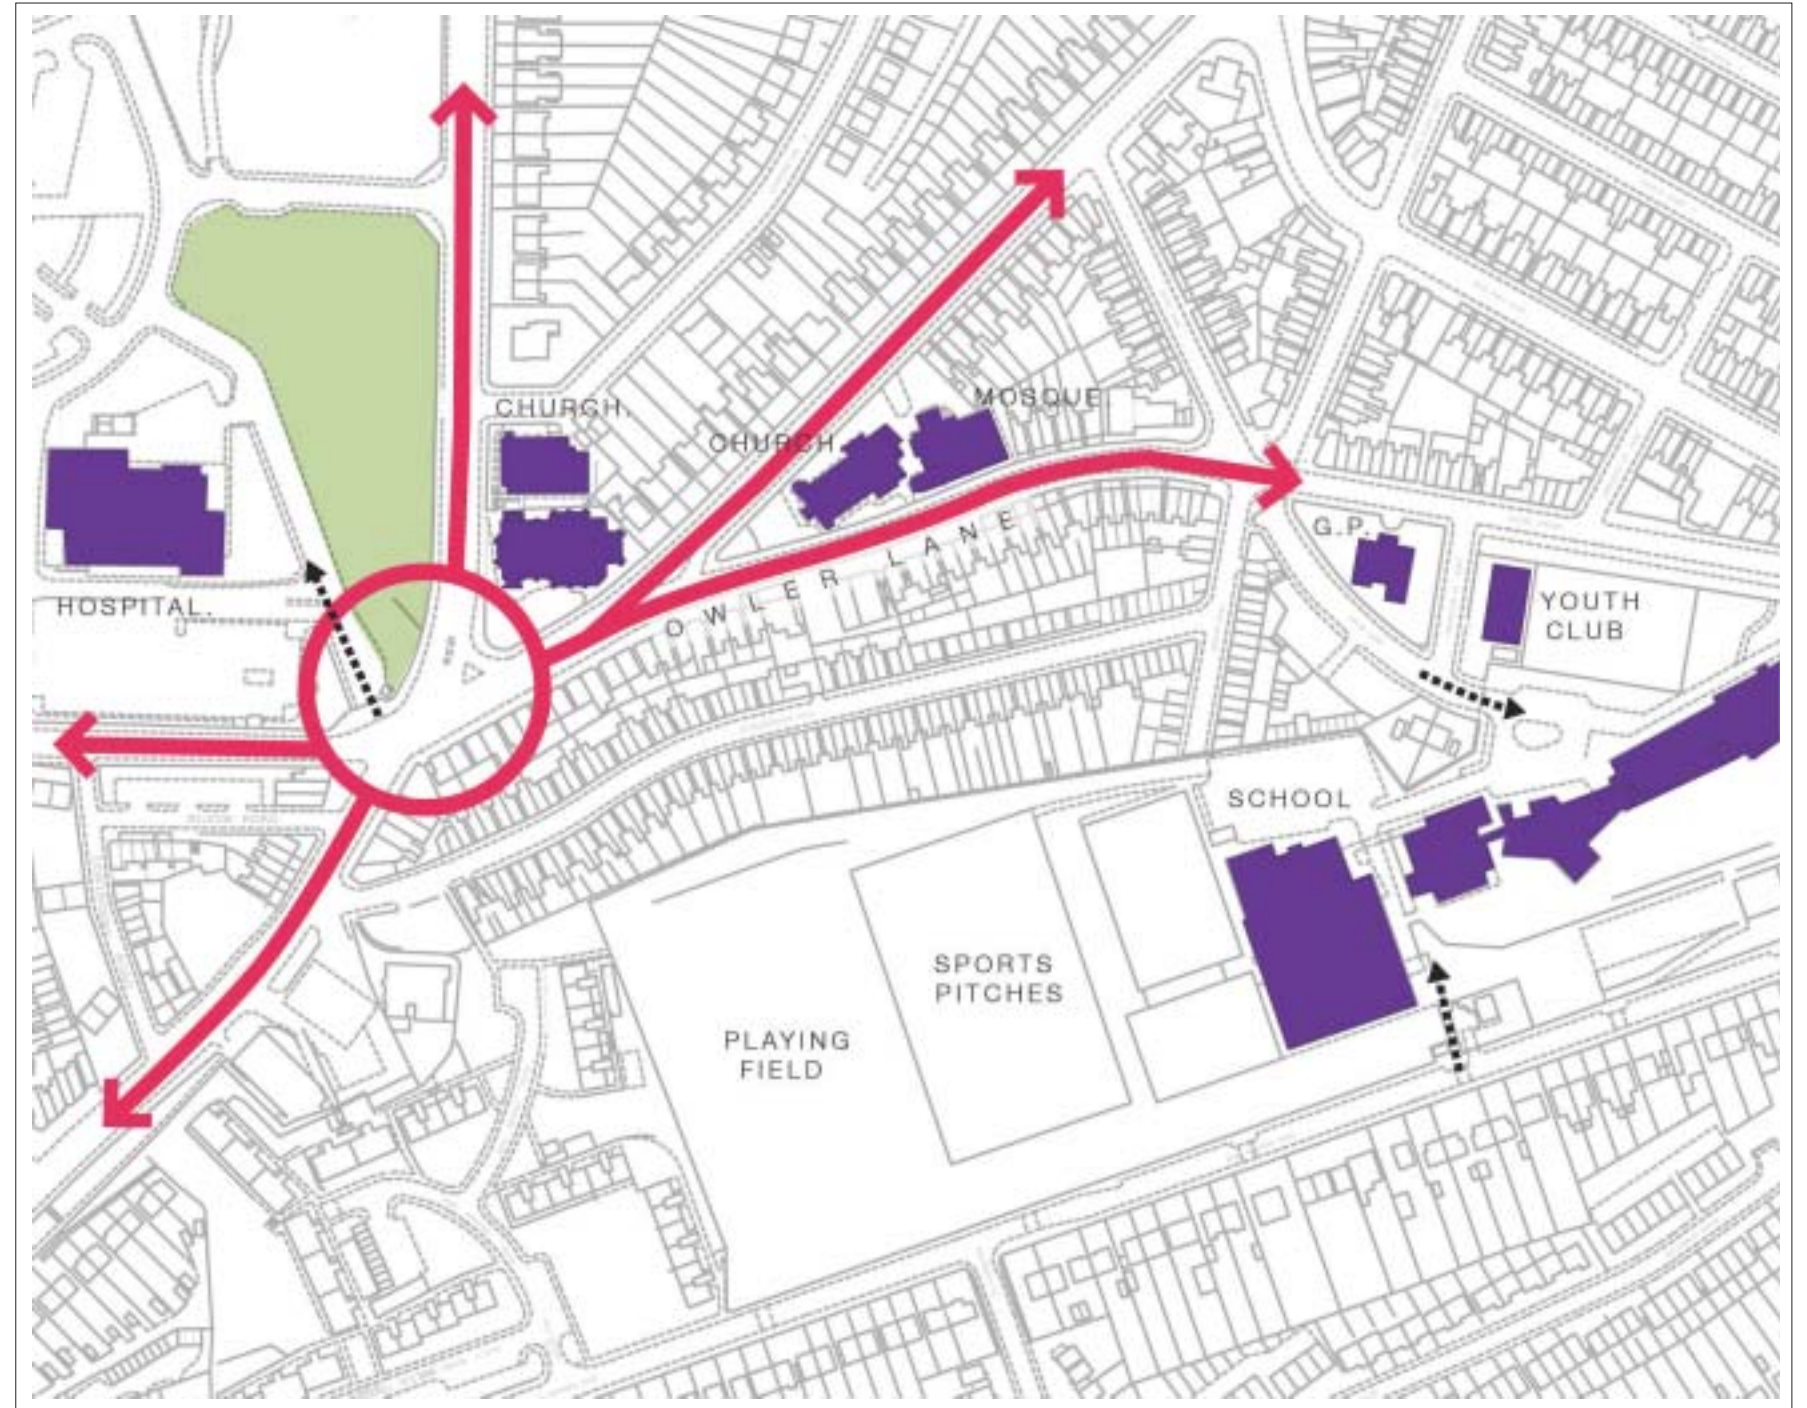 CHURCH.
MOSQUE.
CHURCH.
OWLER LANE
G.P.
HOSPITAL.
YOUTH
CLUB
SCHOOL
SPORTS
PITCHES
PLAYING
FIELD